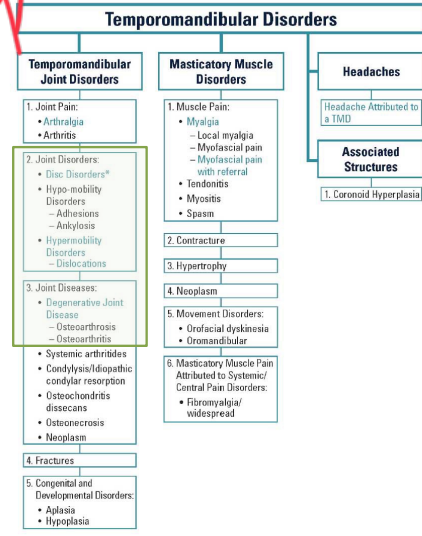 Temporomandibular Disorders
Temporomandibular
Joint Disorders
1. Joint Pain:
• Arthralgia
• Arthritis
2. Joint Disorders:
• Disc Disorders*
• Hypo-mobility
Disorders
– Adhesions
– Ankylosis
• Hypermobility
Disorders
– Dislocations
3. Joint Diseases:
• Degenerative Joint
Disease
– Osteoarthrosis
– Osteoarthritis
• Systemic arthritides
• Condylysis/Idiopathic
condylar resorption
• Osteochondritis
dissecans
• Osteonecrosis
• Neoplasm
4. Fractures
5. Congenital and
Developmental Disorders:
• Aplasia
• Hypoplasia
Masticatory Muscle
Disorders
1. Muscle Pain:
• Myalgia
– Local myalgia
– Myofascial pain
– Myofascial pain
with referral
• Tendonitis
• Myositis
• Spasm
2. Contracture
3. Hypertrophy
4. Neoplasm
5. Movement Disorders:
• Orofacial dyskinesia
• Oromandibular
6. Masticatory Muscle Pain
Attributed to Systemic/
Central Pain Disorders:
• Fibromyalgia/
widespread
Headaches
Headache Attributed to
a TMD
Associated
Structures
1. Coronoid Hyperplasia